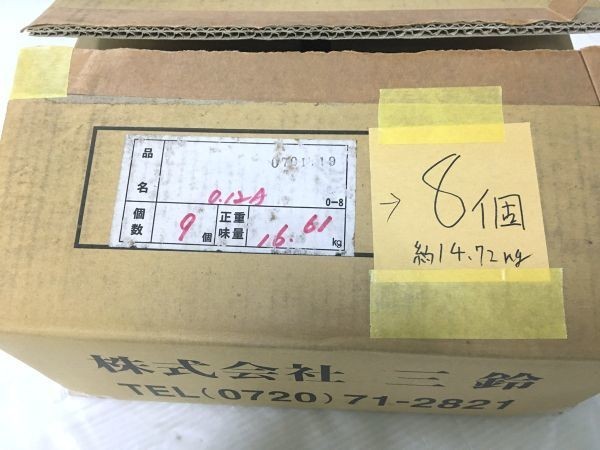 品名
0791.19
0.12A
0-8
個数
9個
正味重量
16.61 kg
→ 8個
約14.72kg
株式会社 三鈴
TEL(0720)71-2821